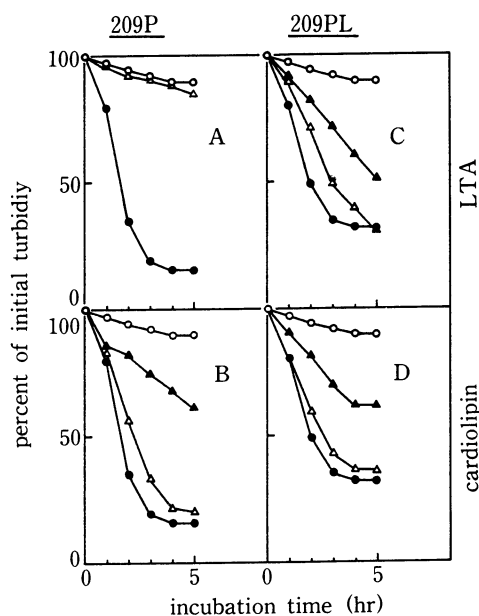 209P 209PL
100
50
0
A
C
LTA
100
50
0
B
D
cardiolipin
percent of initial turbidiy
0 5 0 5
incubation time (hr)